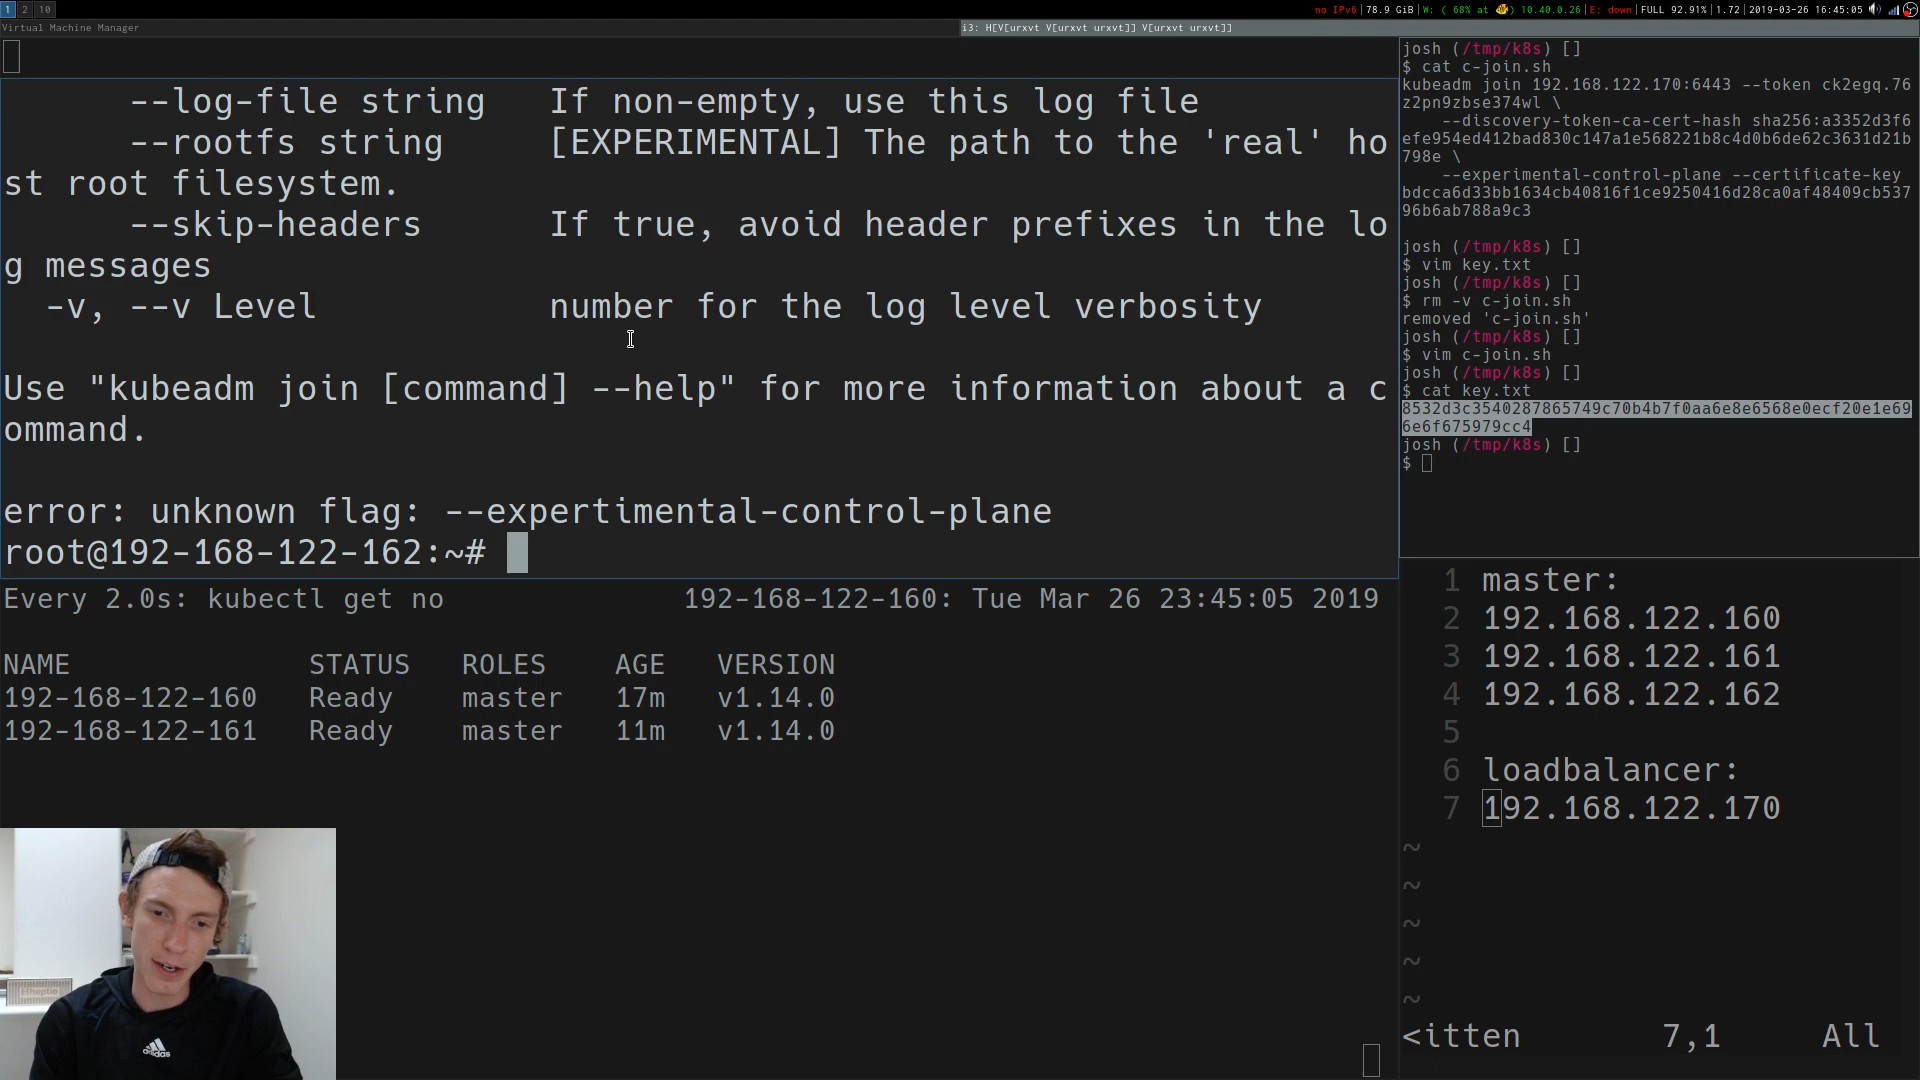 1 2 10
no IPv6|78.9 GiB|W: ( 68% at 10.40.0.26|E: down|FULL 92.91%|1.72|2019-03-26 16:45:05
Virtual Machine Manager
i3: H[V[urxvt V[urxvt urxvt]] V[urxvt urxvt]]
--log-file string If non-empty, use this log file
--rootfs string [EXPERIMENTAL] The path to the 'real' ho
st root filesystem.
--skip-headers If true, avoid header prefixes in the lo
g messages
-v, --v Level number for the log level verbosity
Use "kubeadm join [command] --help" for more information about a c
ommand.
error: unknown flag: --expertimental-control-plane
root@192-168-122-162:~#
Every 2.0s: kubectl get no 192-168-122-160: Tue Mar 26 23:45:05 2019
NAME STATUS ROLES AGE VERSION
192-168-122-160 Ready master 17m v1.14.0
192-168-122-161 Ready master 11m v1.14.0
josh (/tmp/k8s) []
$ cat c-join.sh
kubeadm join 192.168.122.170:6443 --token ck2egq.76
z2pn9zbse374wl \
--discovery-token-ca-cert-hash sha256:a3352d3f6
efe954ed412bad830c147a1e568221b8c4d0b6de62c3631d21b
798e \
--experimental-control-plane --certificate-key
bdcca6d33bb1634cb40816f1ce9250416d28ca0af48409cb537
96b6ab788a9c3
josh (/tmp/k8s) []
$ vim key.txt
josh (/tmp/k8s) []
$ rm -v c-join.sh
removed 'c-join.sh'
josh (/tmp/k8s) []
$ vim c-join.sh
josh (/tmp/k8s) []
$ cat key.txt
8532d3c3540287865749c70b4b7f0aa6e8e6568e0ecf20e1e69
6e6f675979cc4
josh (/tmp/k8s) []
$
1 master:
2 192.168.122.160
3 192.168.122.161
4 192.168.122.162
5
6 loadbalancer:
7 192.168.122.170
~
~
~
~
~
<itten 7,1 All
Heptio
adidas